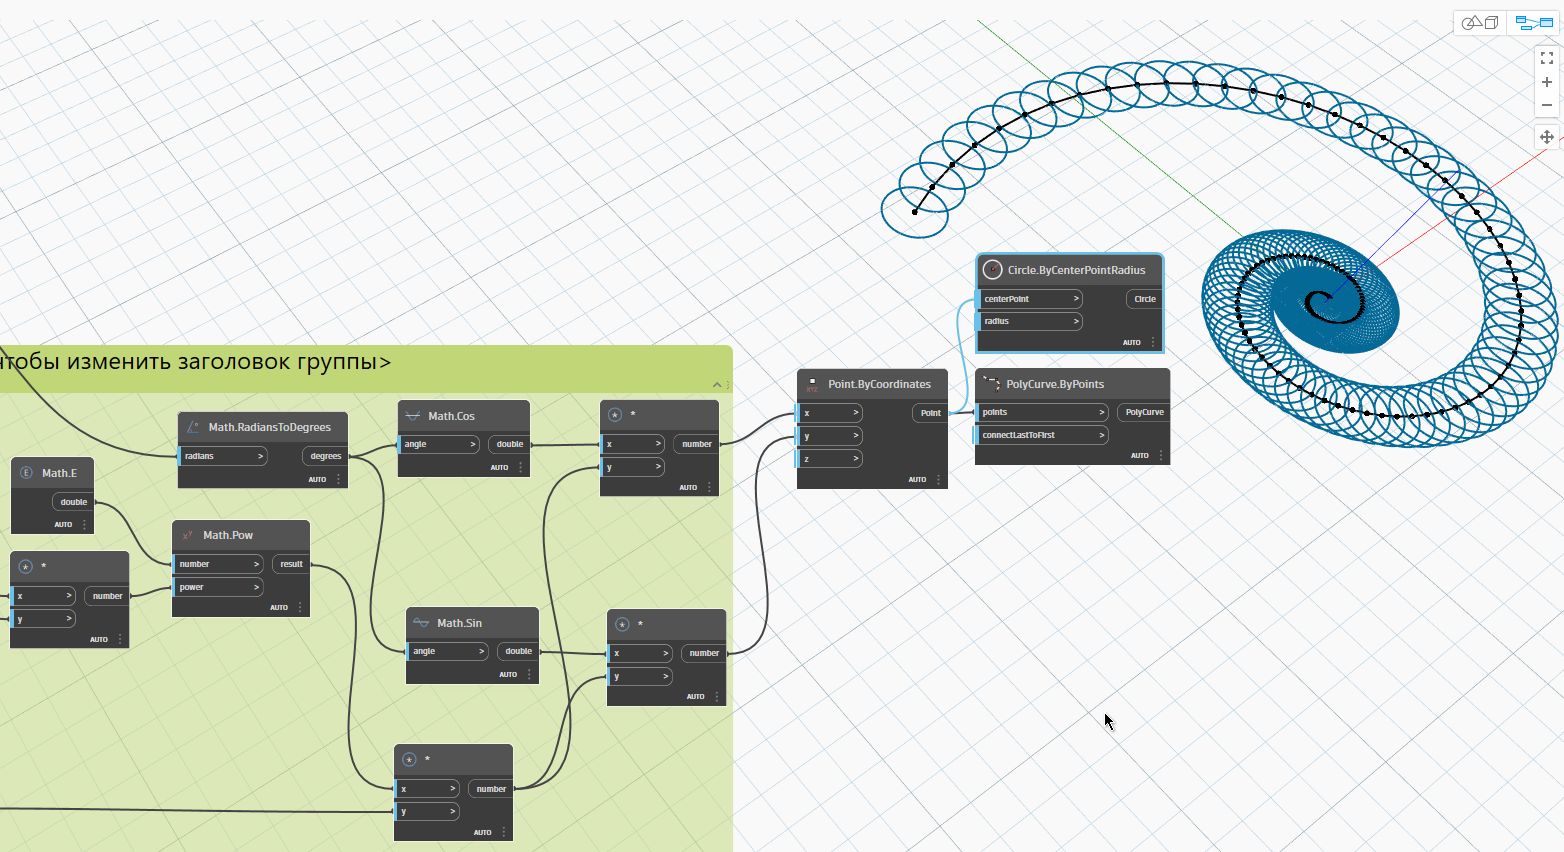 чтобы изменить заголовок группы>
Circle.ByCenterPointRadius
centerPoint >
Circle
radius >
AUTO
Point.ByCoordinates
x >
Point
y >
z >
AUTO
PolyCurve.ByPoints
points >
PolyCurve
connectLastToFirst >
AUTO
Math.RadiansToDegrees
radians >
degrees
AUTO
Math.Cos
angle >
double
AUTO
*
x >
number
y >
AUTO
Math.E
double
AUTO
Math.Pow
number >
result
power >
AUTO
*
x >
number
y >
AUTO
Math.Sin
angle >
double
AUTO
*
x >
number
y >
AUTO
*
x >
number
y >
AUTO